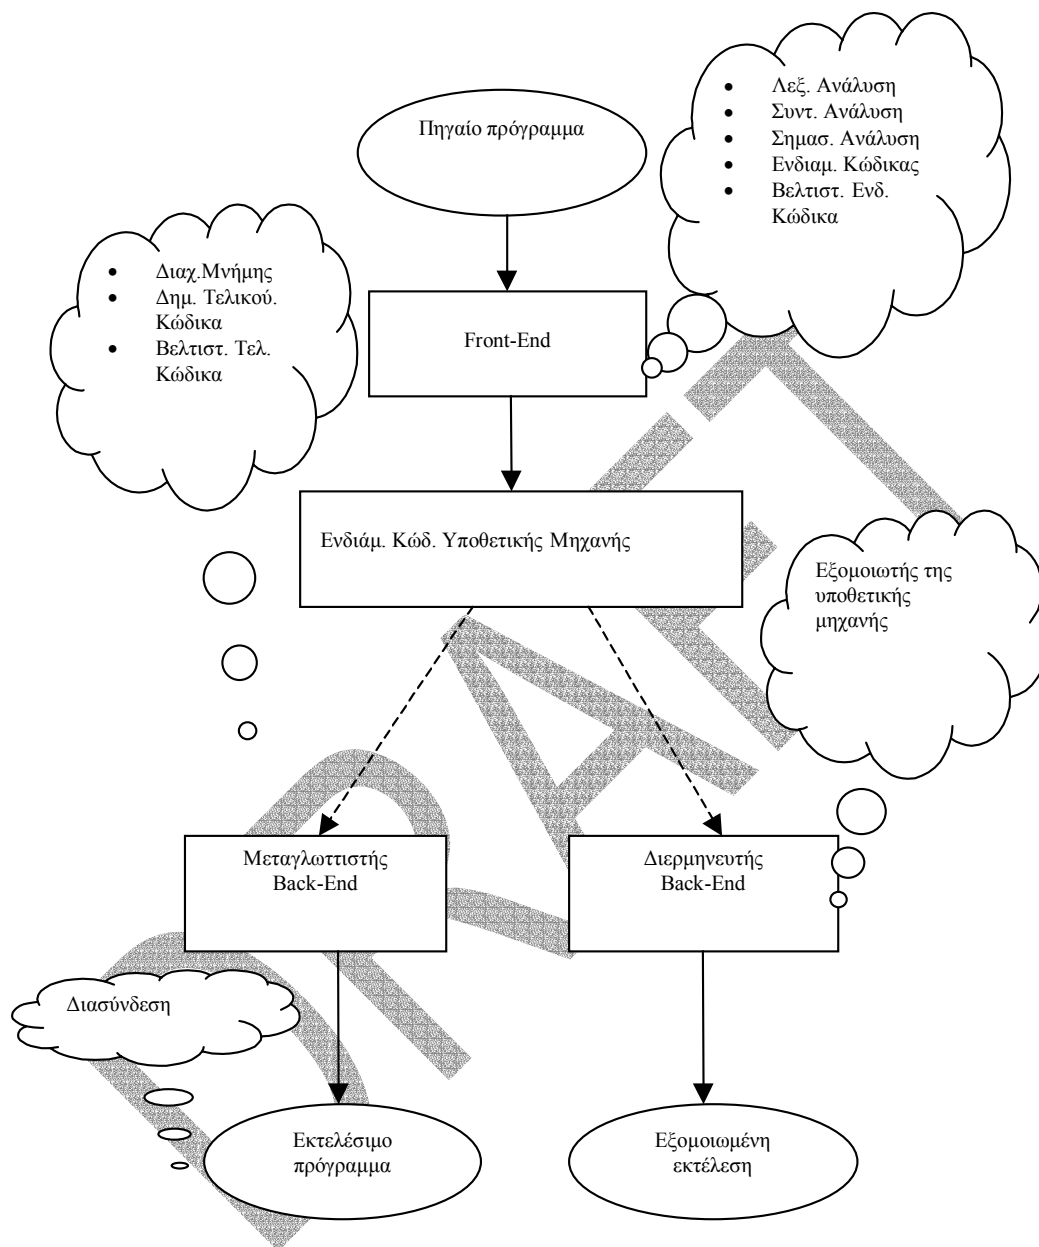 Πηγαίο πρόγραμμα
• Λεξ. Ανάλυση
• Συντ. Ανάλυση
• Σημασ. Ανάλυση
• Ενδιαμ. Κώδικας
• Βελτιστ. Ενδ.
Κώδικα
• Διαχ.Μνήμης
• Δημ. Τελικού.
Κώδικα
• Βελτιστ. Τελ.
Κώδικα
Front-End
Ενδιάμ. Κώδ. Υποθετικής Μηχανής
Εξομοιωτής της
υποθετικής
μηχανής
Μεταγλωττιστής
Back-End
Διερμηνευτής
Back-End
Διασύνδεση
Εκτελέσιμο
πρόγραμμα
Εξομοιωμένη
εκτέλεση
DRAFT